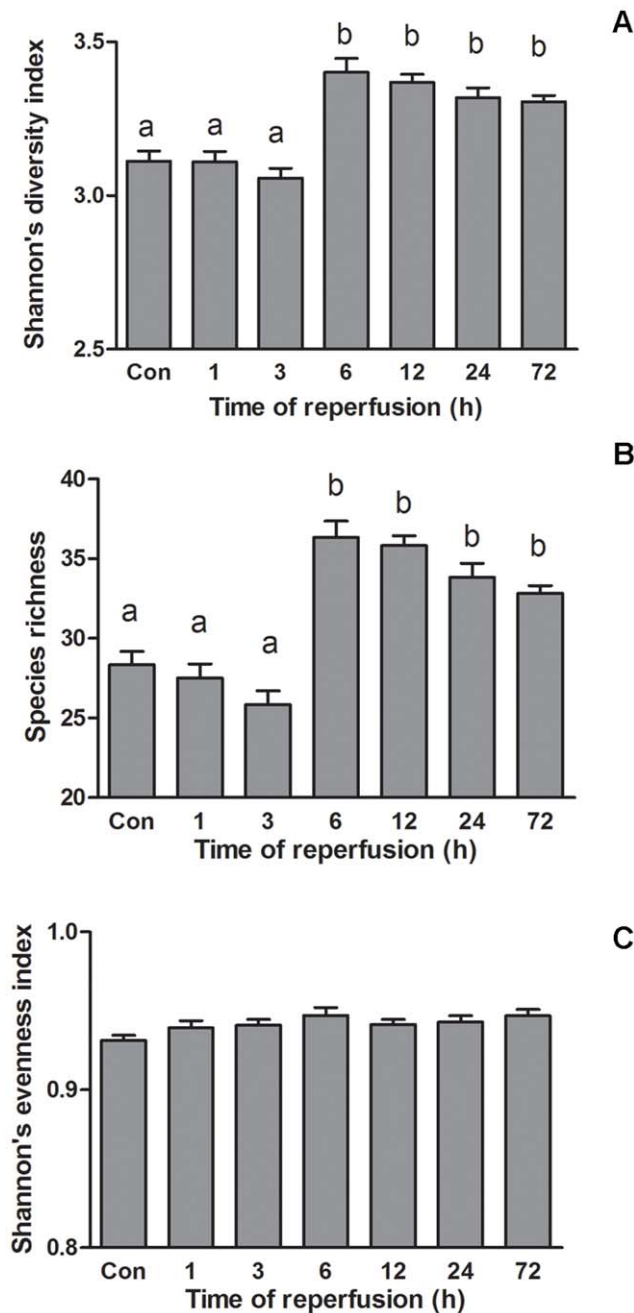 A
Shannon's diversity index
3.5
3.0
2.5
a a a b b b b
Con 1 3 6 12 24 72
Time of reperfusion (h)
B
Species richness
40
35
30
25
20
a a a b b b b
Con 1 3 6 12 24 72
Time of reperfusion (h)
C
Shannon's evenness index
1.0
0.9
0.8
Con 1 3 6 12 24 72
Time of reperfusion (h)